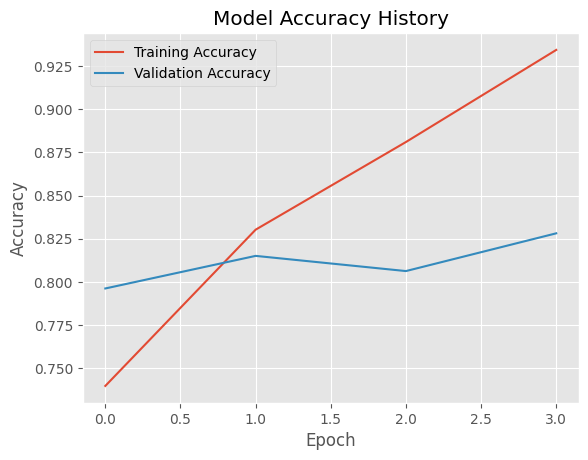 Model Accuracy History
Training Accuracy
Validation Accuracy
Accuracy
0.925
0.900
0.875
0.850
0.825
0.800
0.775
0.750
0.0 0.5 1.0 1.5 2.0 2.5 3.0
Epoch